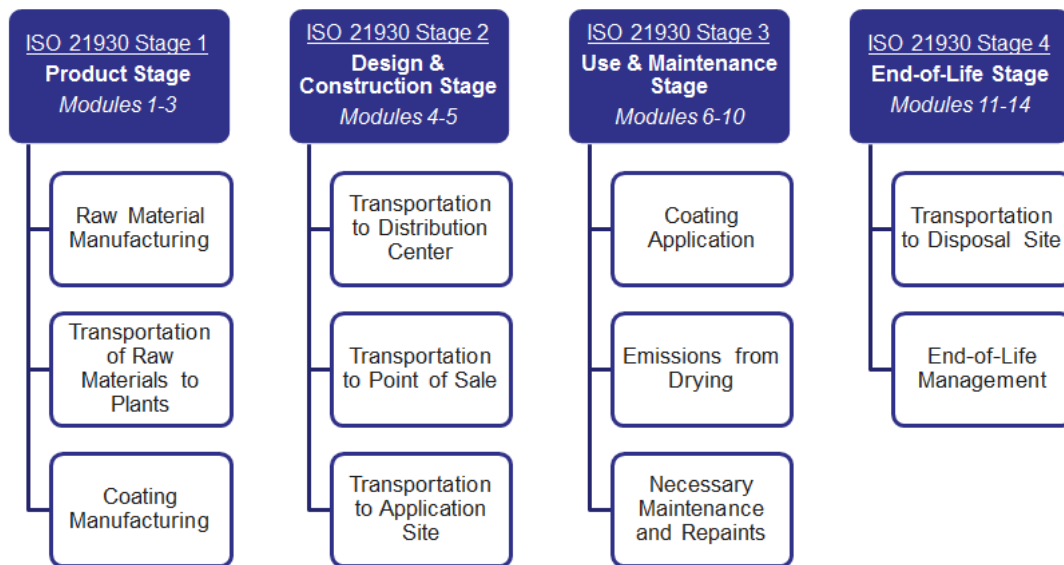 ISO 21930 Stage 1
Product Stage
Modules 1-3
Raw Material
Manufacturing
Transportation
of Raw
Materials to
Plants
Coating
Manufacturing
ISO 21930 Stage 2
Design &
Construction Stage
Modules 4-5
Transportation
to Distribution
Center
Transportation
to Point of Sale
Transportation
to Application
Site
ISO 21930 Stage 3
Use & Maintenance
Stage
Modules 6-10
Coating
Application
Emissions from
Drying
Necessary
Maintenance
and Repaints
ISO 21930 Stage 4
End-of-Life Stage
Modules 11-14
Transportation
to Disposal Site
End-of-Life
Management